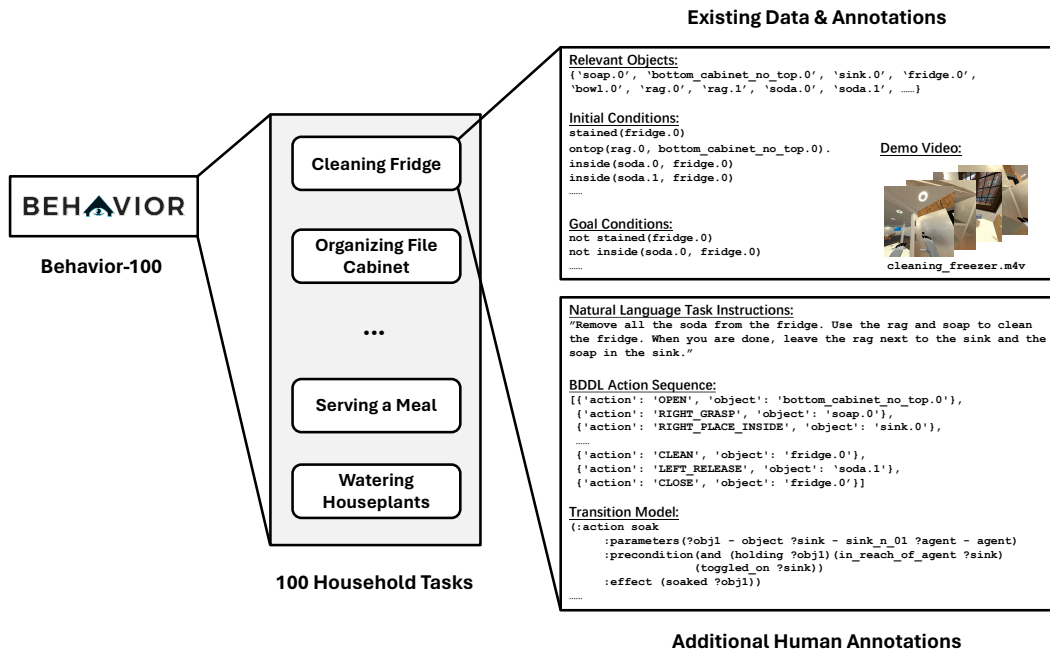 Existing Data & Annotations
BEHAVIOR
Behavior-100
Cleaning Fridge
Organizing File
Cabinet
...
Serving a Meal
Watering
Houseplants
100 Household Tasks
Relevant Objects:
{‘soap.0’, ‘bottom_cabinet_no_top.0’, ‘sink.0’, ‘fridge.0’,
‘bowl.0’, ‘rag.0’, ‘rag.1’, ‘soda.0’, ‘soda.1’, ……}
Initial Conditions:
stained(fridge.0)
ontop(rag.0, bottom_cabinet_no_top.0).
inside(soda.0, fridge.0)
inside(soda.1, fridge.0)
……
Demo Video:
cleaning_freezer.m4v
Goal Conditions:
not stained(fridge.0)
not inside(soda.0, fridge.0)
……
Natural Language Task Instructions:
”Remove all the soda from the fridge. Use the rag and soap to clean
the fridge. When you are done, leave the rag next to the sink and the
soap in the sink.”
BDDL Action Sequence:
[{'action': 'OPEN', 'object': 'bottom_cabinet_no_top.0'},
{'action': 'RIGHT_GRASP', 'object': 'soap.0'},
{'action': 'RIGHT_PLACE_INSIDE', 'object': 'sink.0'},
……
{'action': 'CLEAN', 'object': 'fridge.0'},
{'action': 'LEFT_RELEASE', 'object': ‘soda.1'},
{'action': 'CLOSE', 'object': 'fridge.0’}]
Transition Model:
(:action soak
:parameters(?obj1 - object ?sink - sink_n_01 ?agent - agent)
:precondition(and (holding ?obj1)(in_reach_of_agent ?sink)
(toggled_on ?sink))
:effect (soaked ?obj1))
……
Additional Human Annotations